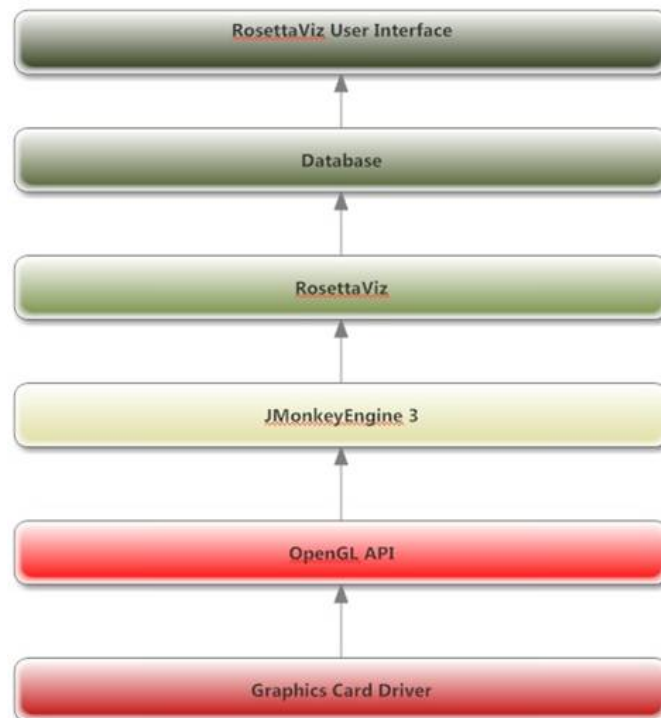 RosettaViz User Interface
Database
RosettaViz
JMonkeyEngine 3
OpenGL API
Graphics Card Driver